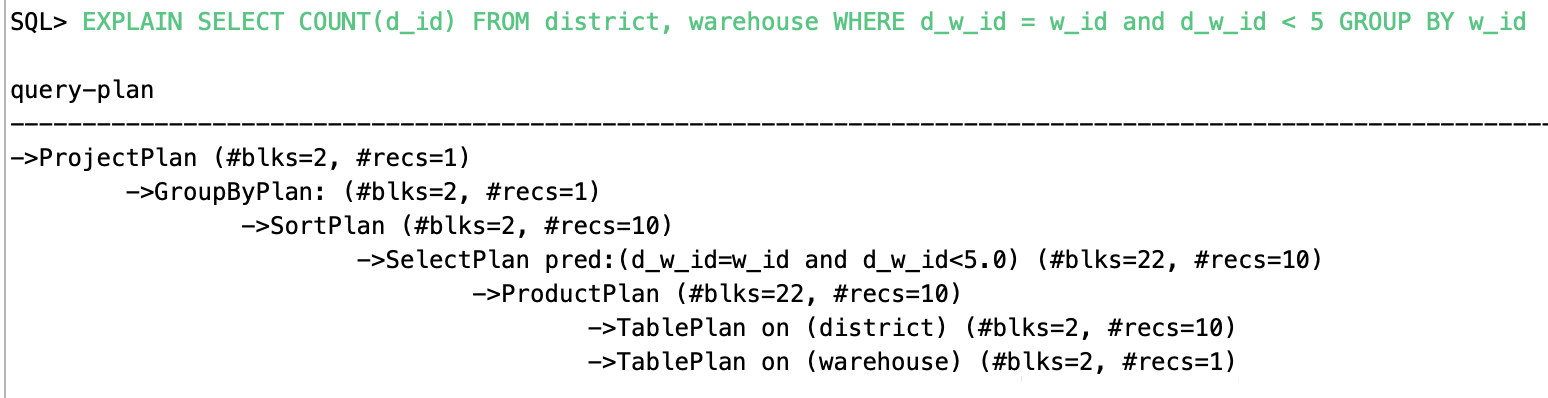 SQL> EXPLAIN SELECT COUNT(d_id) FROM district, warehouse WHERE d_w_id = w_id and d_w_id < 5 GROUP BY w_id
query-plan
----------------------------------------------------------------------------------------------------------------
->ProjectPlan (#blks=2, #recs=1)
->GroupByPlan: (#blks=2, #recs=1)
->SortPlan (#blks=2, #recs=10)
->SelectPlan pred:(d_w_id=w_id and d_w_id<5.0) (#blks=22, #recs=10)
->ProductPlan (#blks=22, #recs=10)
->TablePlan on (district) (#blks=2, #recs=10)
->TablePlan on (warehouse) (#blks=2, #recs=1)